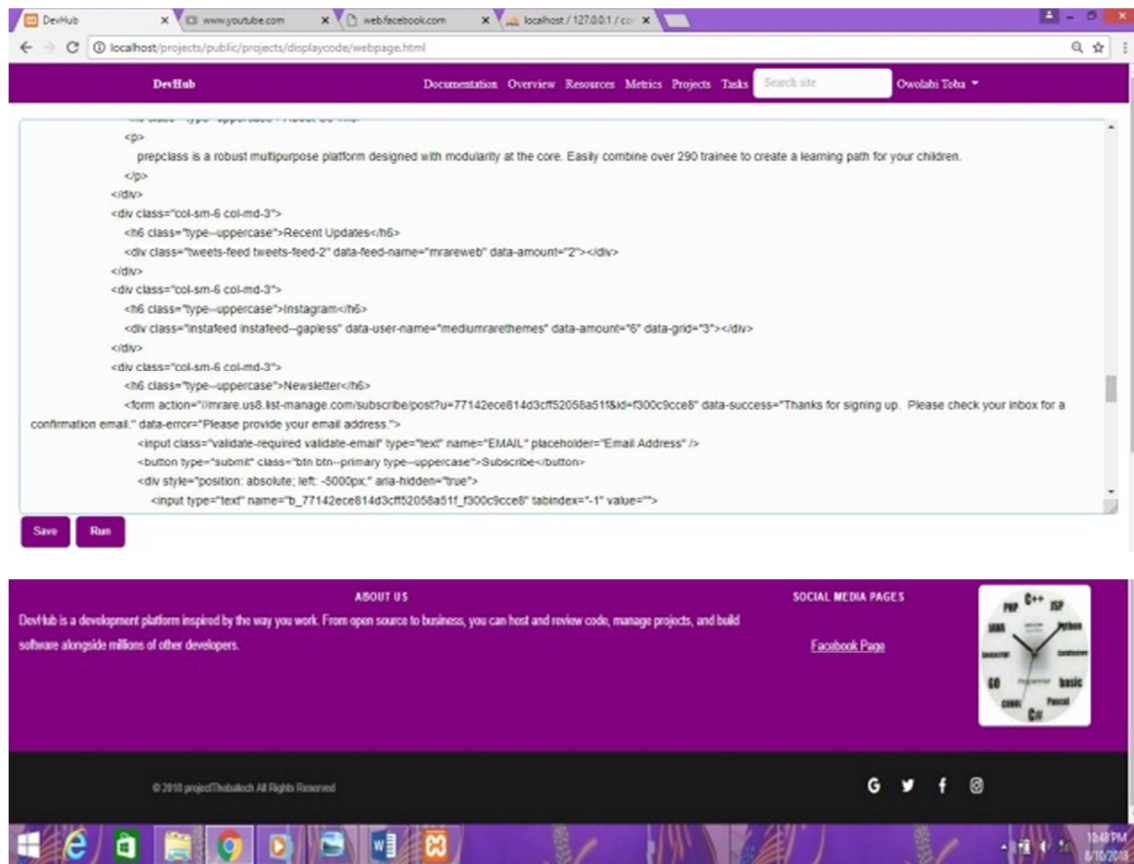 DevHub
www.youtube.com
web.facebook.com
localhost / 127.0.0.1 / co
localhost/projects/public/projects/displaycode/webpage.html
DevHub Documentation Overview Resources Metrics Projects Tasks Search site Owolabi Toba
<p>
prepclass is a robust multipurpose platform designed with modularity at the core. Easily combine over 290 trainee to create a learning path for your children.
</p>
</div>
<div class="col-sm-6 col-md-3">
<h6 class="type--uppercase">Recent Updates</h6>
<div class="tweets-feed tweets-feed-2" data-feed-name="mrareweb" data-amount="2"></div>
</div>
<div class="col-sm-6 col-md-3">
<h6 class="type--uppercase">Instagram</h6>
<div class="instafeed instafeed--gapless" data-user-name="mediumrarethemes" data-amount="6" data-grid="3"></div>
</div>
<div class="col-sm-6 col-md-3">
<h6 class="type--uppercase">Newsletter</h6>
<form action="//mrare.us8.list-manage.com/subscribe/post?u=77142ece814d3cff52058a51f&id=f300c9cce8" data-success="Thanks for signing up.  Please check your inbox for a
confirmation email." data-error="Please provide your email address.">
<input class="validate-required validate-email" type="text" name="EMAIL" placeholder="Email Address" />
<button type="submit" class="btn btn--primary type--uppercase">Subscribe</button>
<div style="position: absolute; left: -5000px;" aria-hidden="true">
<input type="text" name="b_77142ece814d3cff52058a51f_f300c9cce8" tabindex="-1" value="">
Save Run
ABOUT US
DevHub is a development platform inspired by the way you work. From open source to business, you can host and review code, manage projects, and build
software alongside millions of other developers.
SOCIAL MEDIA PAGES
Facebook Page
C++
PHP JSP
JAVA Python
GO basic
Pascal
C#
© 2018 projectThobatech All Rights Reserved
10:43 PM
8/10/2018